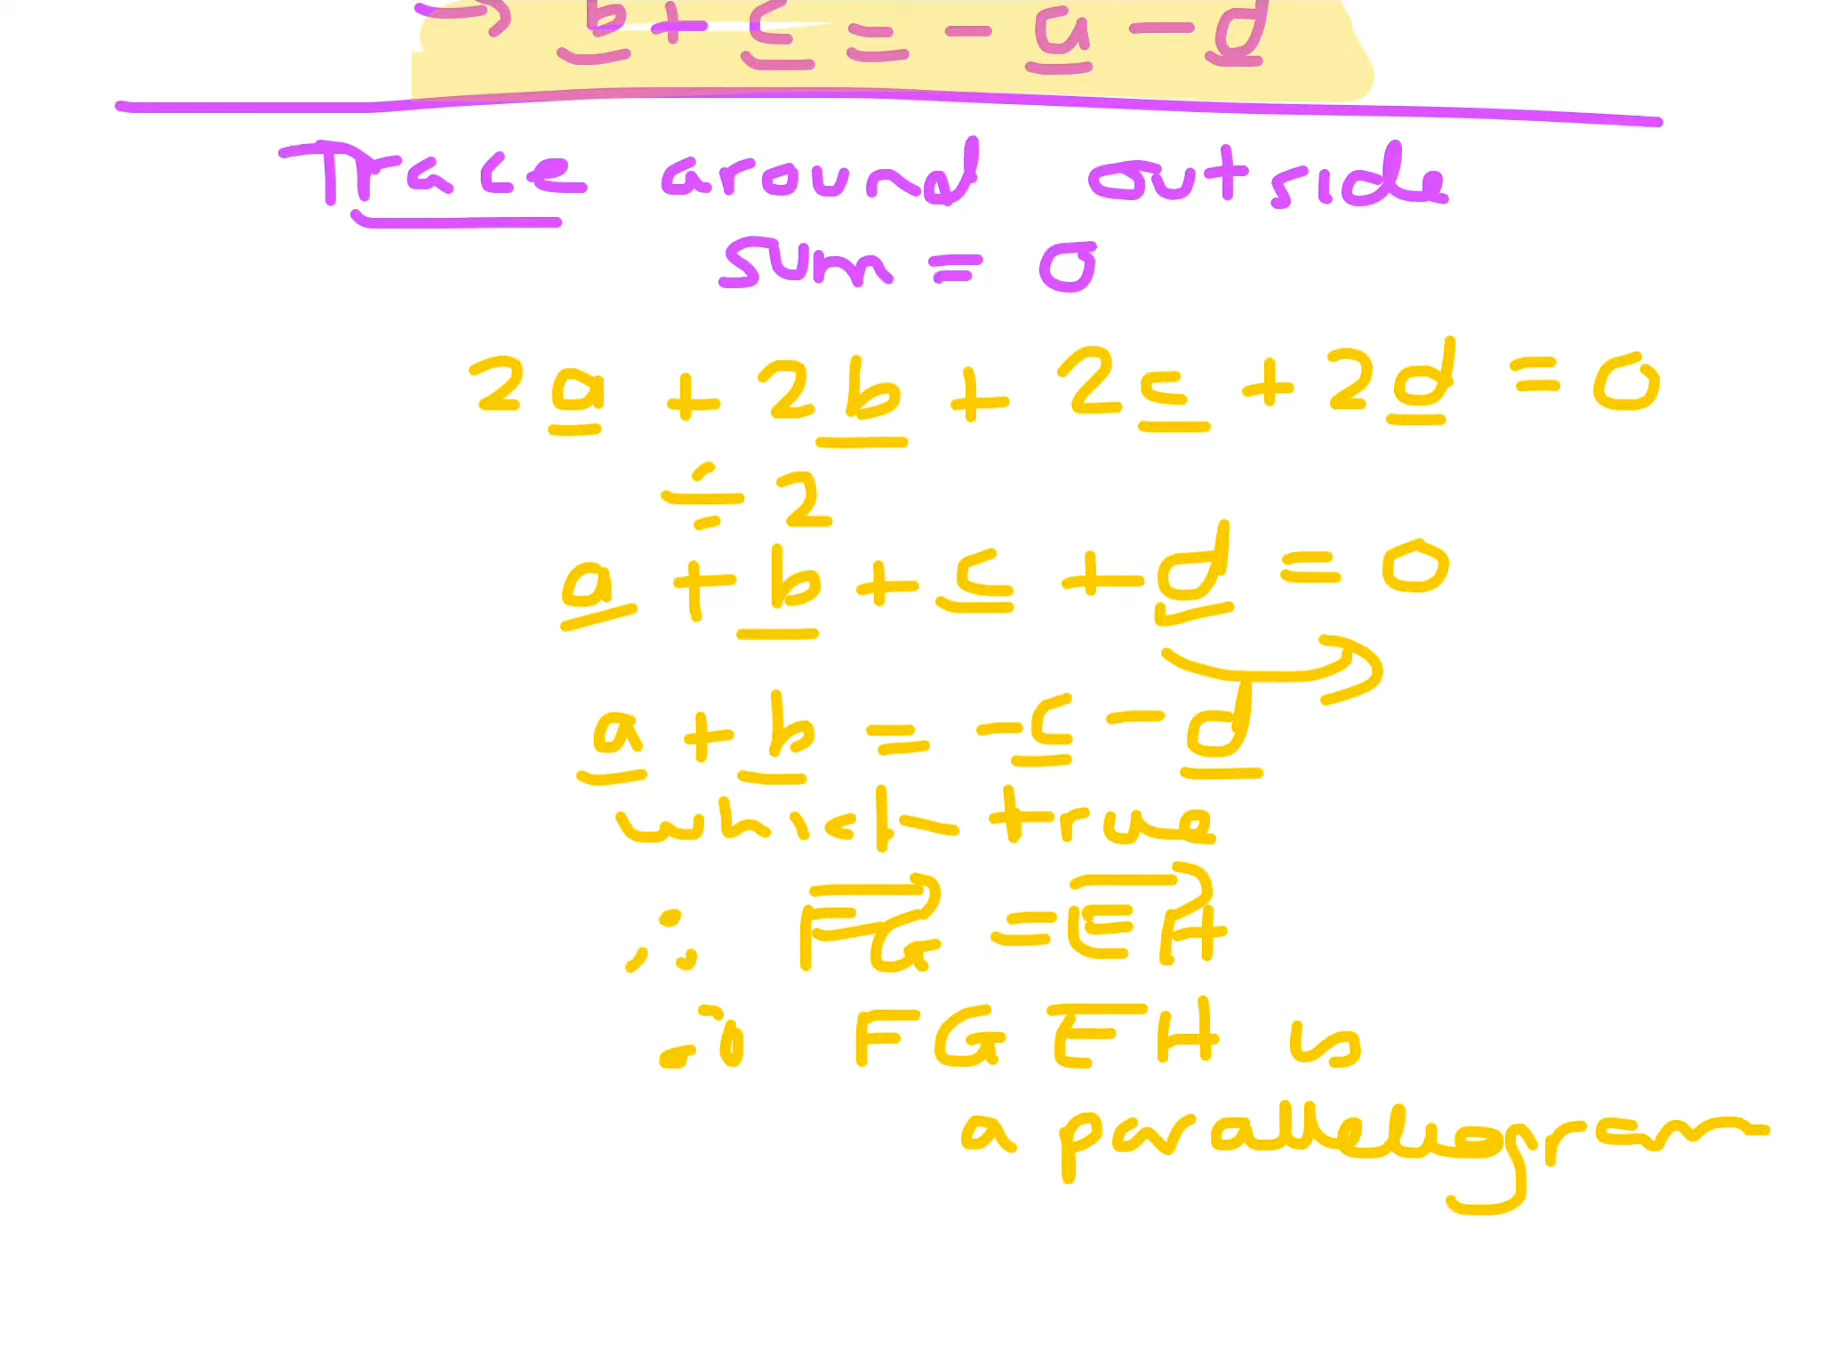 → b + c = - a - d
Trace around outside
sum = 0
2a + 2b + 2c + 2d = 0
÷ 2
a + b + c + d = 0
a + b = -c - d
which true
∴ FG = EH
∴ FGEH is
a parallelogram